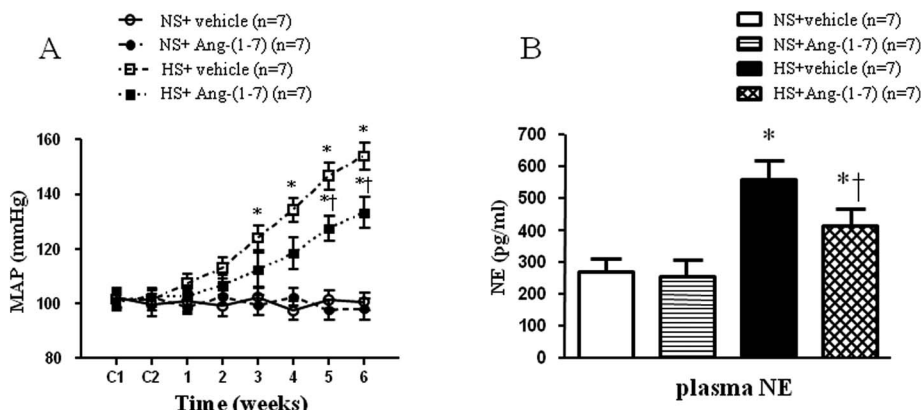 A
NS+ vehicle (n=7)
NS+ Ang-(1-7) (n=7)
HS+ vehicle (n=7)
HS+ Ang-(1-7) (n=7)
MAP (mmHg)
160
140
120
100
80
* * * * *† *†
C1 C2 1 2 3 4 5 6
Time (weeks)
B
NS+vehicle (n=7)
NS+Ang-(1-7) (n=7)
HS+vehicle (n=7)
HS+Ang-(1-7) (n=7)
NE (pg/ml)
700
600
500
400
300
200
100
0
*
*†
plasma NE